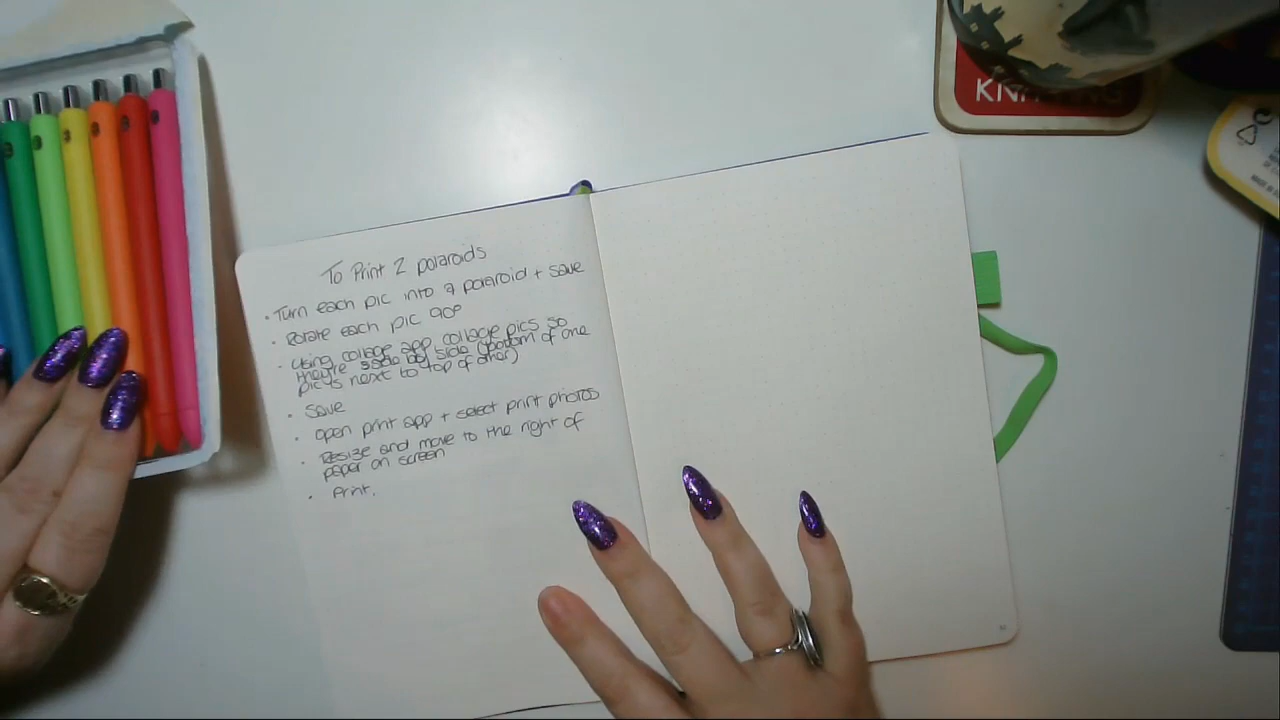 To Print 2 polaroids
• Turn each pic into a polaroid + save
• Rotate each pic 90°
• Using collage app collage pics so
they're side by side (bottom of one
pic is next to top of other)
• Save
• open print app + select print photos
• Resize and move to the right of
paper on screen
• Print.